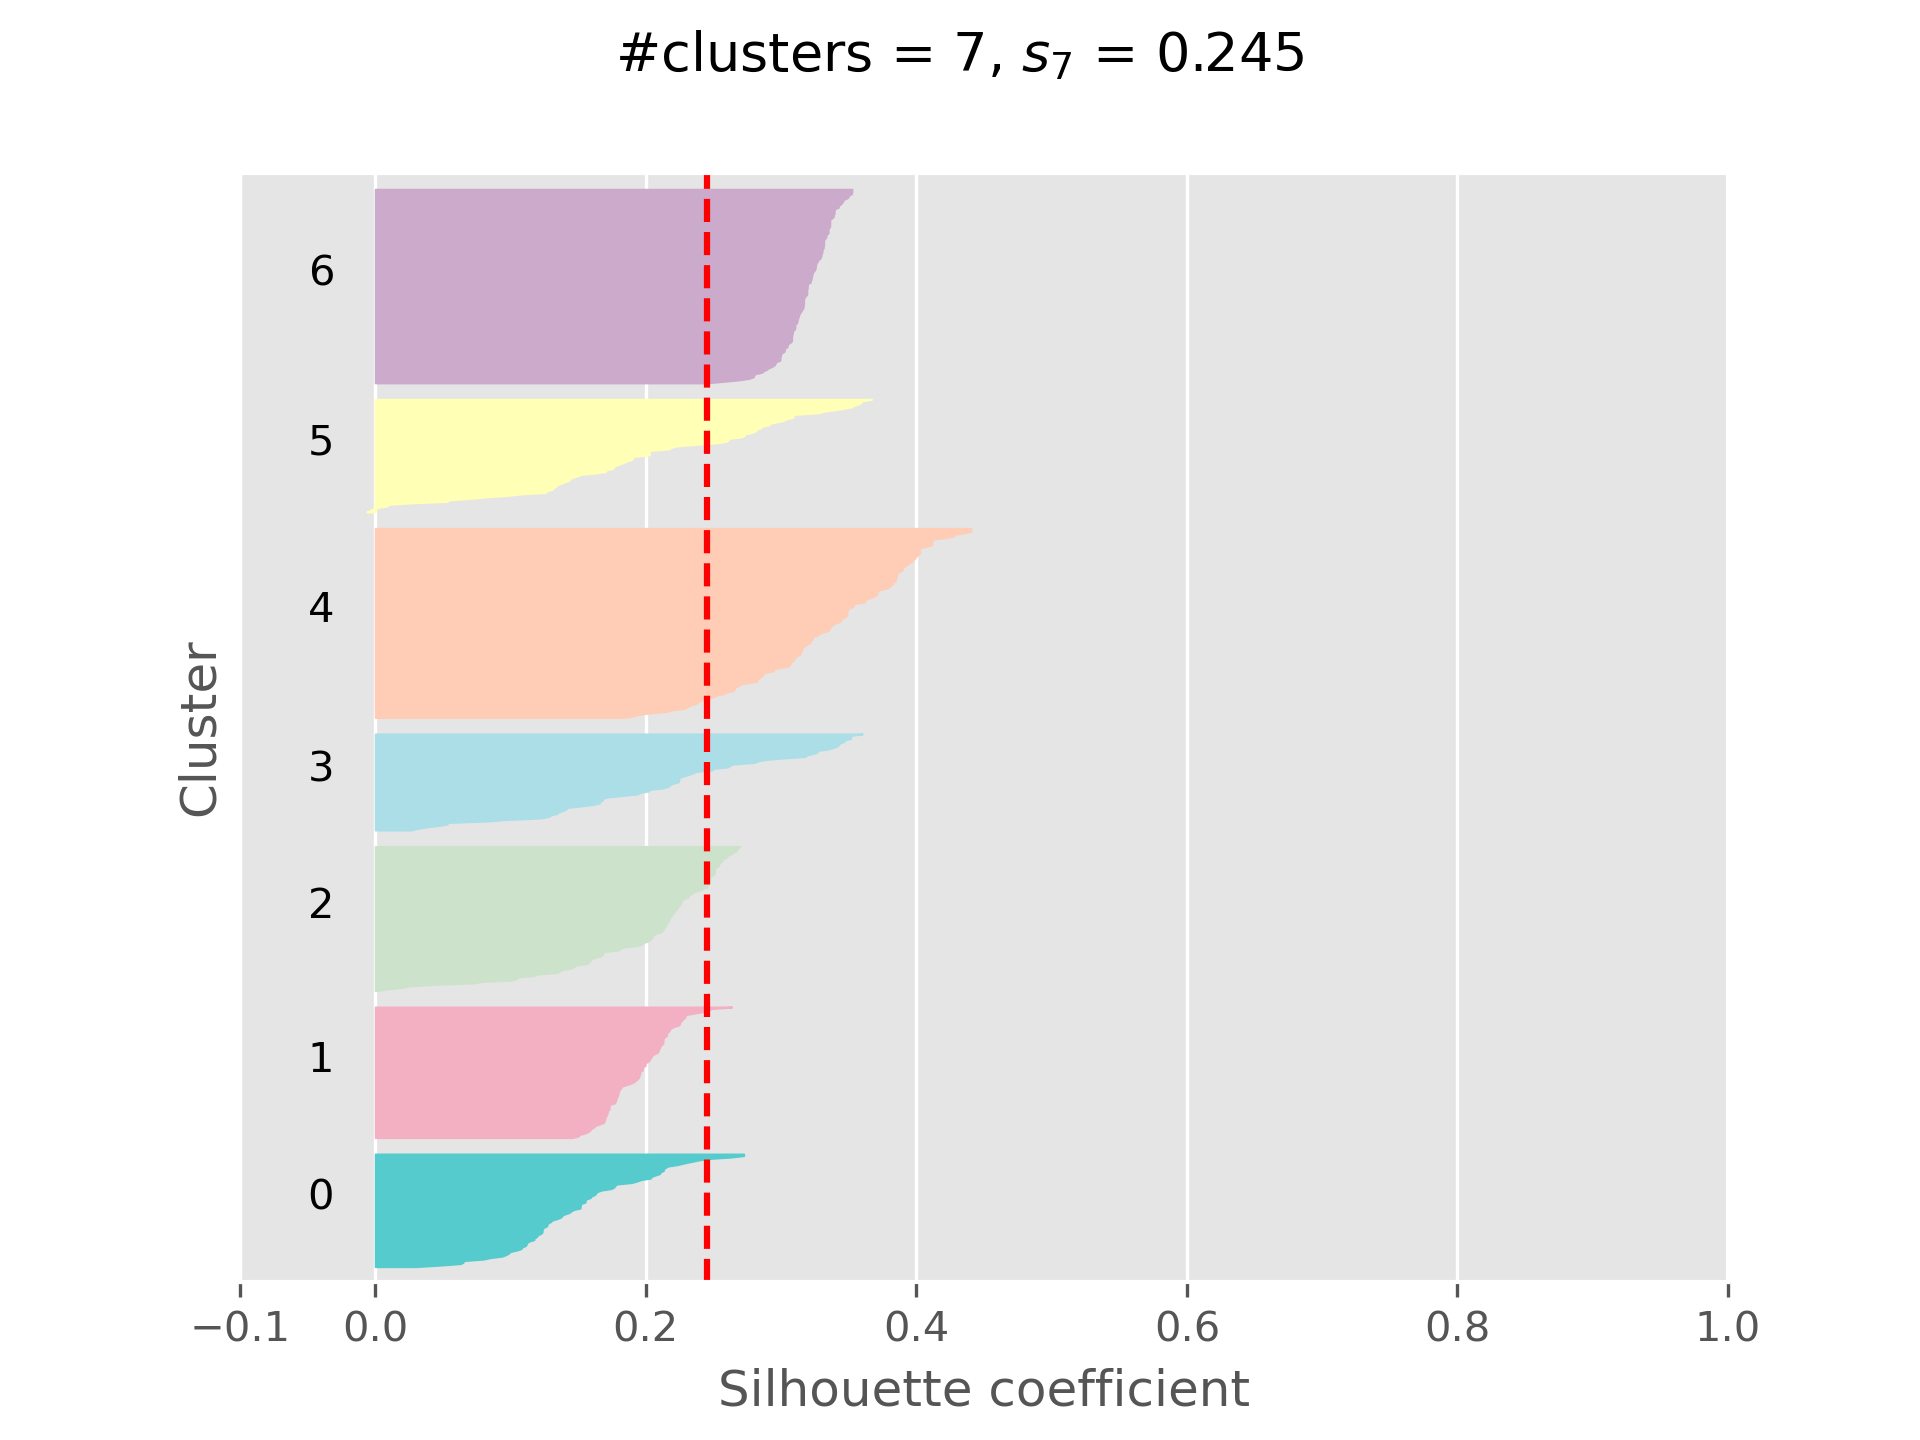 #clusters = 7, s₇ = 0.245
6
5
4
3
2
1
0
Cluster
−0.1 0.0 0.2 0.4 0.6 0.8 1.0
Silhouette coefficient